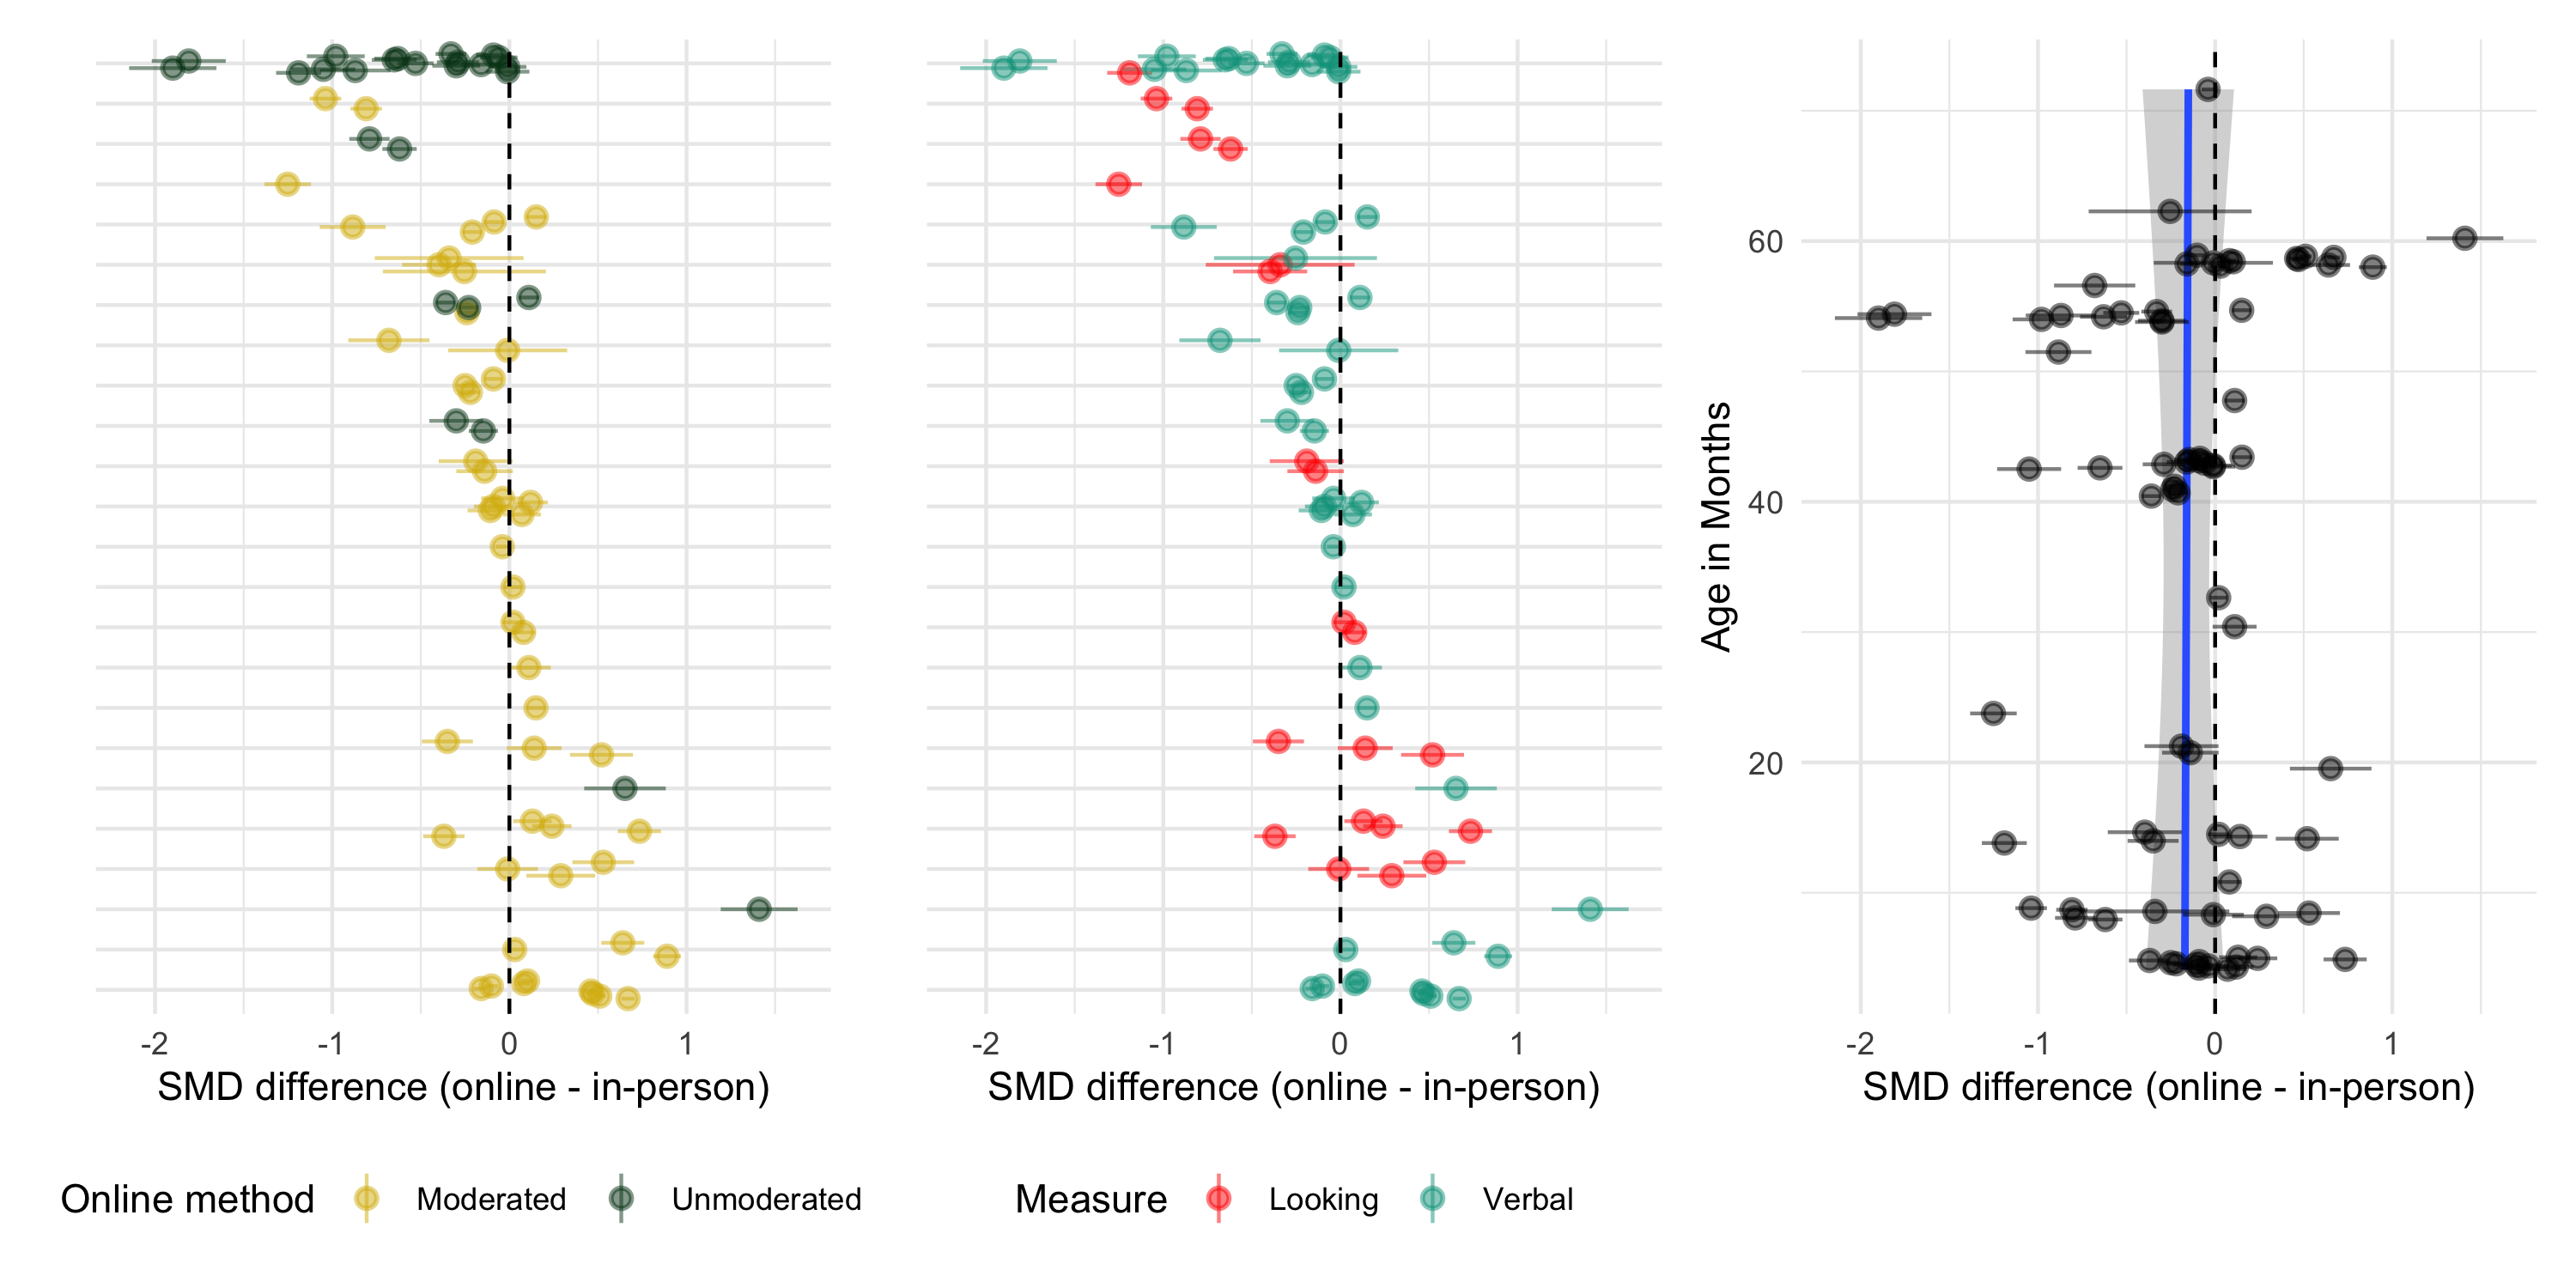 60
40
20
Age in Months
-2 -1 0 1
-2 -1 0 1
-2 -1 0 1
SMD difference (online - in-person)
SMD difference (online - in-person)
SMD difference (online - in-person)
Online method Moderated Unmoderated
Measure Looking Verbal